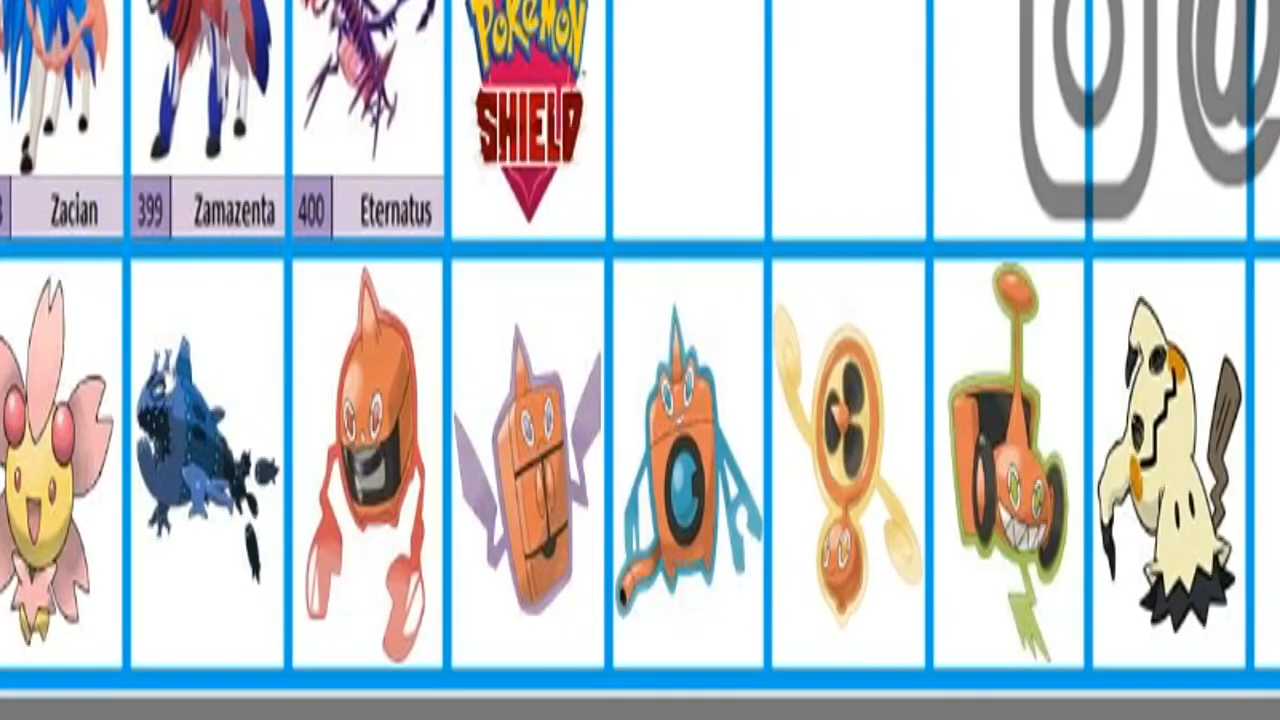 POKéMON
SHIELD
Zacian
399 Zamazenta
400 Eternatus
@